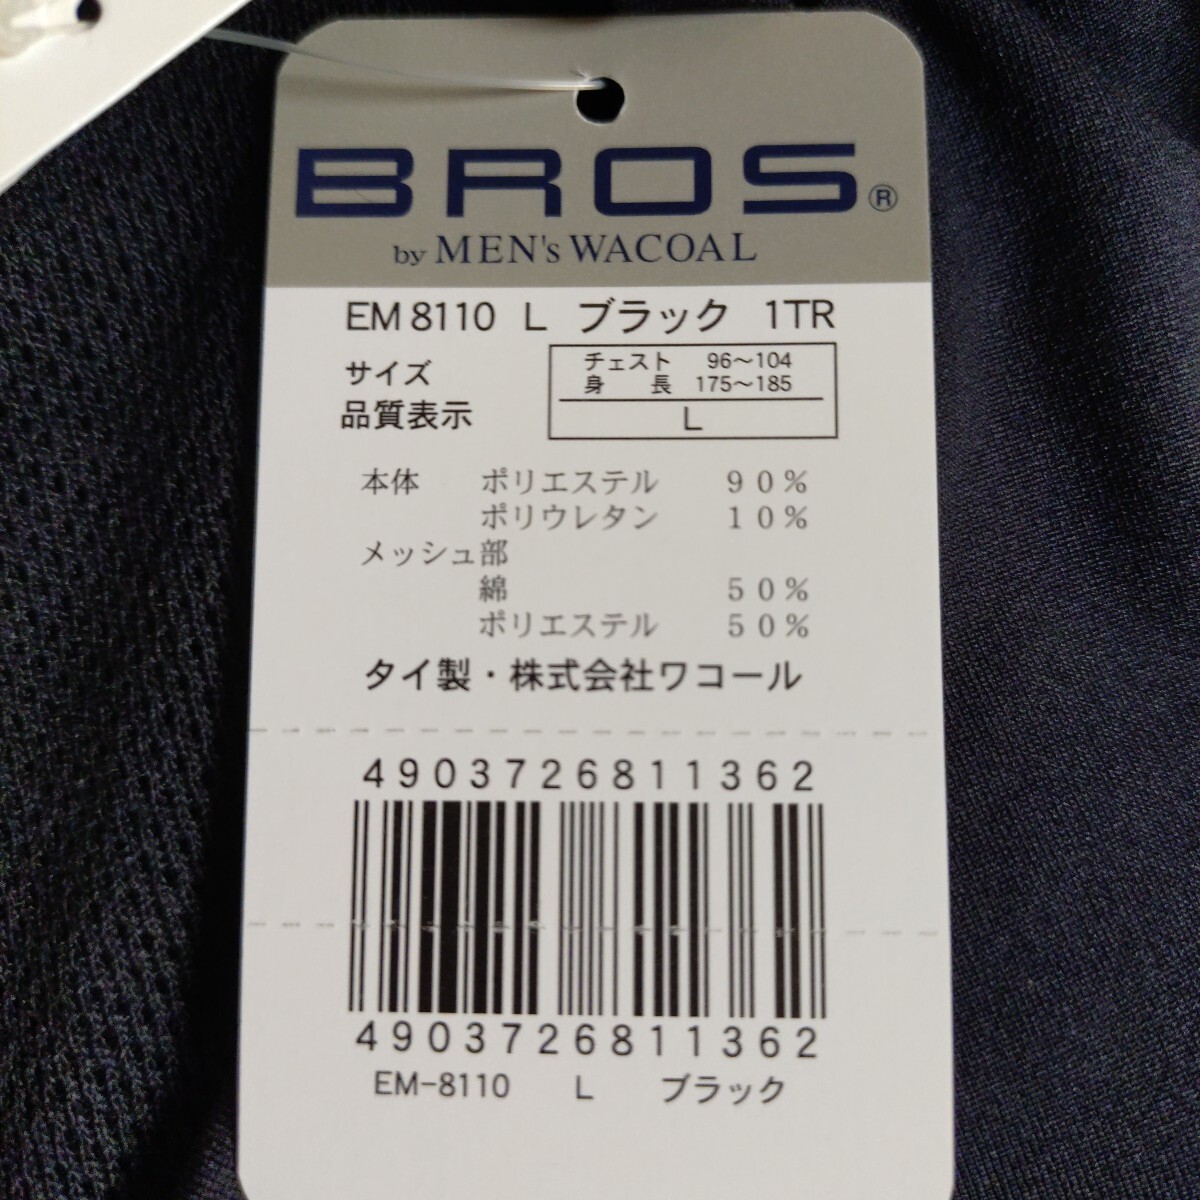 BROS®
by MEN's WACOAL
EM 8110 L ブラック 1TR
サイズ
チェスト 96〜104
身長 175〜185
L
品質表示
本体 ポリエステル 90%
ポリウレタン 10%
メッシュ部
綿 50%
ポリエステル 50%
タイ製・株式会社ワコール
4903726811362
4903726811362
EM-8110 L ブラック